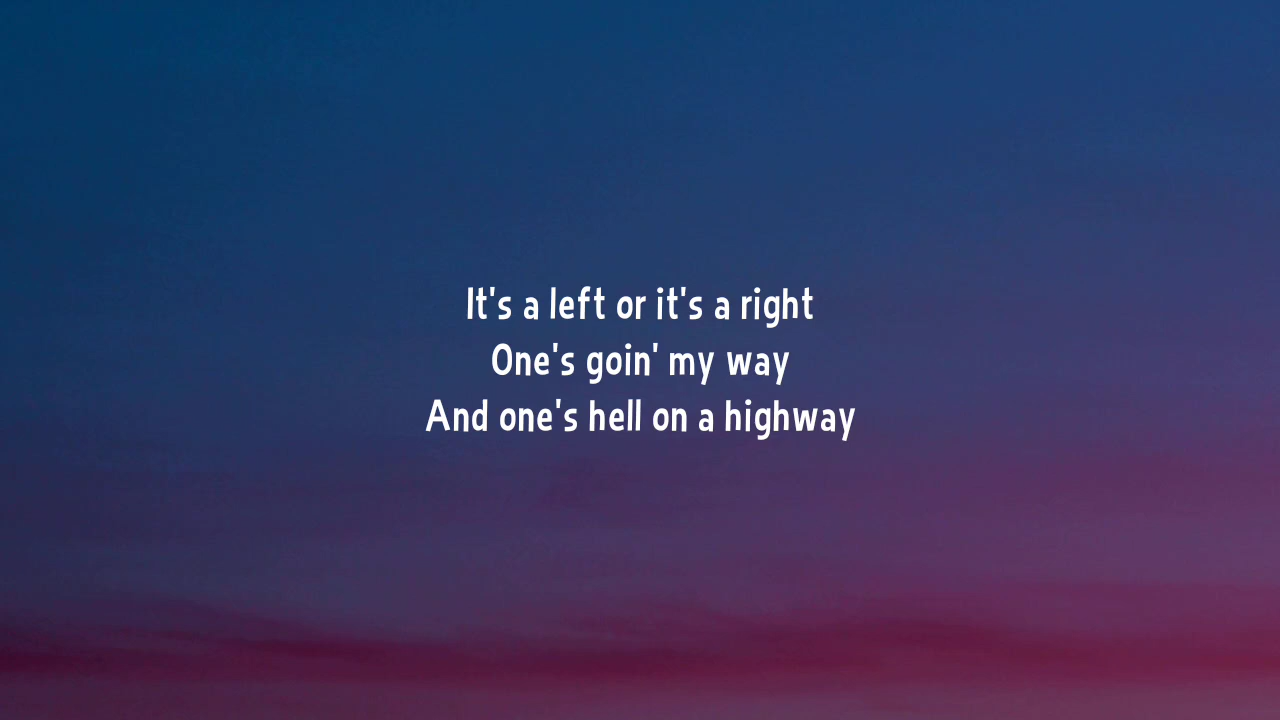 It's a left or it's a right
One's goin' my way
And one's hell on a highway